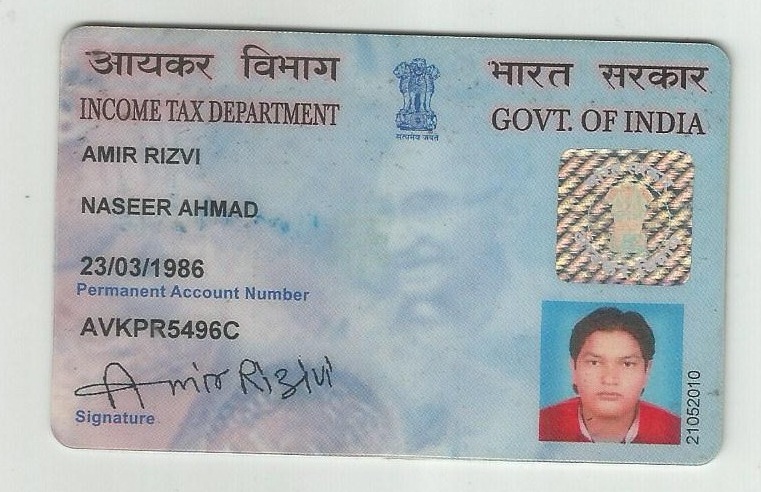 आयकर विभाग
भारत सरकार
INCOME TAX DEPARTMENT
GOVT. OF INDIA
सत्यमेव जयते
AMIR RIZVI
NASEER AHMAD
23/03/1986
Permanent Account Number
AVKPR5496C
Amir Rizvi
Signature
21052010